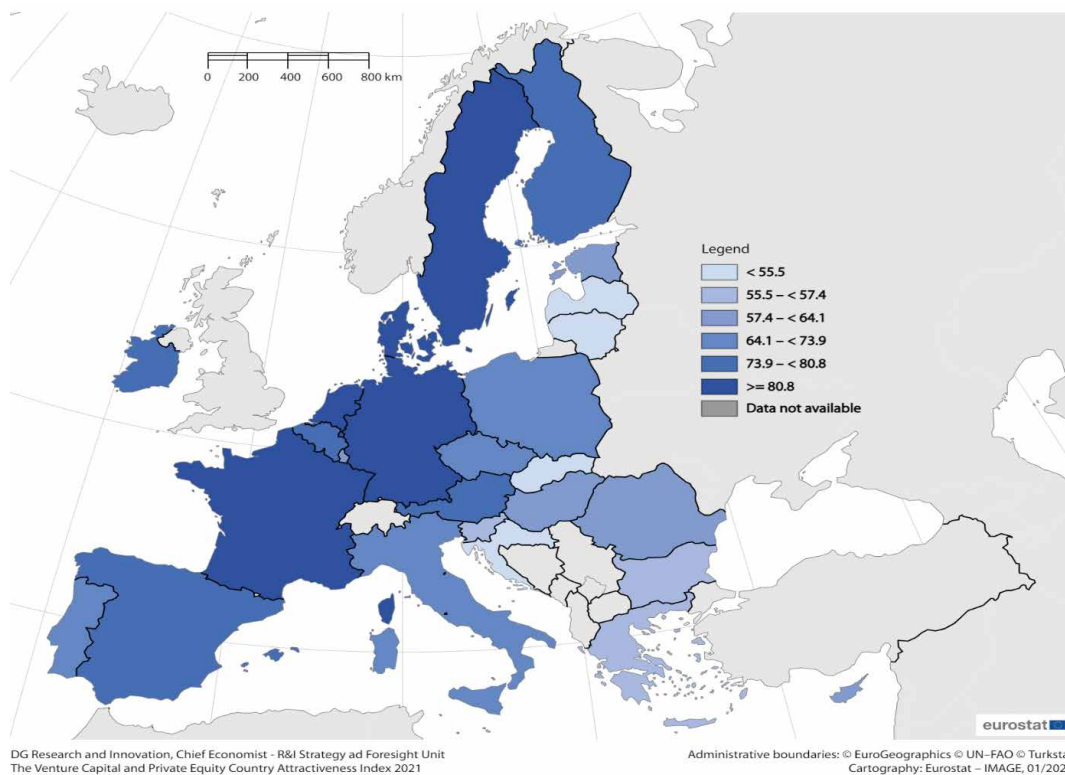 0 200 400 600 800 km
Legend
< 55.5
55.5 – < 57.4
57.4 – < 64.1
64.1 – < 73.9
73.9 – < 80.8
>= 80.8
Data not available
eurostat
DG Research and Innovation, Chief Economist - R&I Strategy ad Foresight Unit
The Venture Capital and Private Equity Country Attractiveness Index 2021
Administrative boundaries: © EuroGeographics © UN–FAO © Turksta
Cartography: Eurostat – IMAGE, 01/202